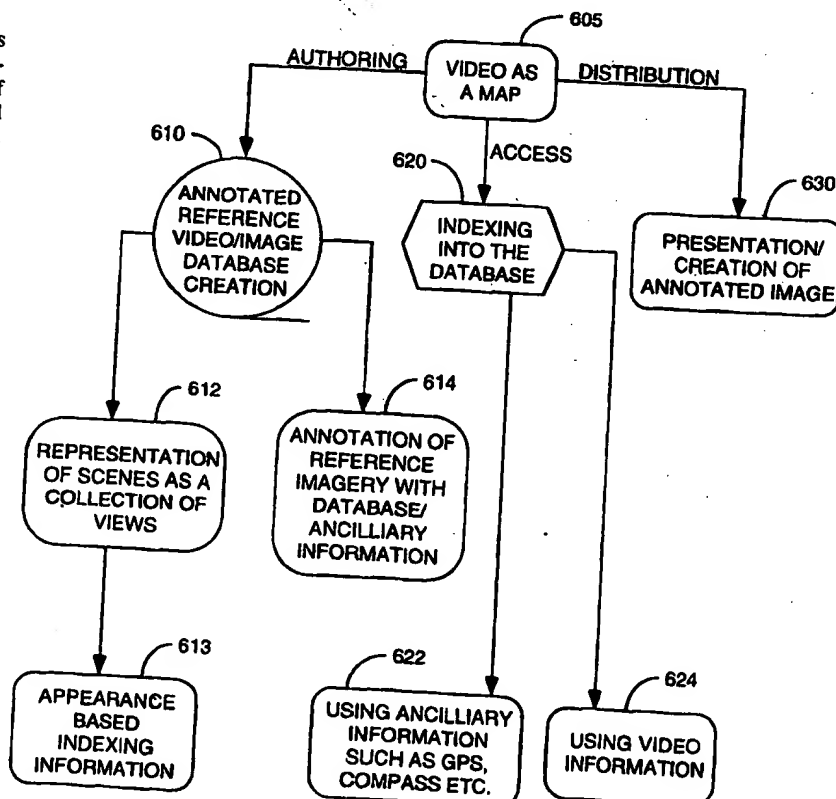 s
-
f
605
AUTHORING
VIDEO AS
A MAP
DISTRIBUTION
610
620
ACCESS
630
ANNOTATED
REFERENCE
VIDEO/IMAGE
DATABASE
CREATION
INDEXING
INTO THE
DATABASE
PRESENTATION/
CREATION OF
ANNOTATED IMAGE
612
614
REPRESENTATION
OF SCENES AS A
COLLECTION OF
VIEWS
ANNOTATION OF
REFERENCE
IMAGERY WITH
DATABASE/
ANCILLIARY
INFORMATION
613
622
624
APPEARANCE
BASED
INDEXING
INFORMATION
USING ANCILLIARY
INFORMATION
SUCH AS GPS,
COMPASS ETC.
USING VIDEO
INFORMATION